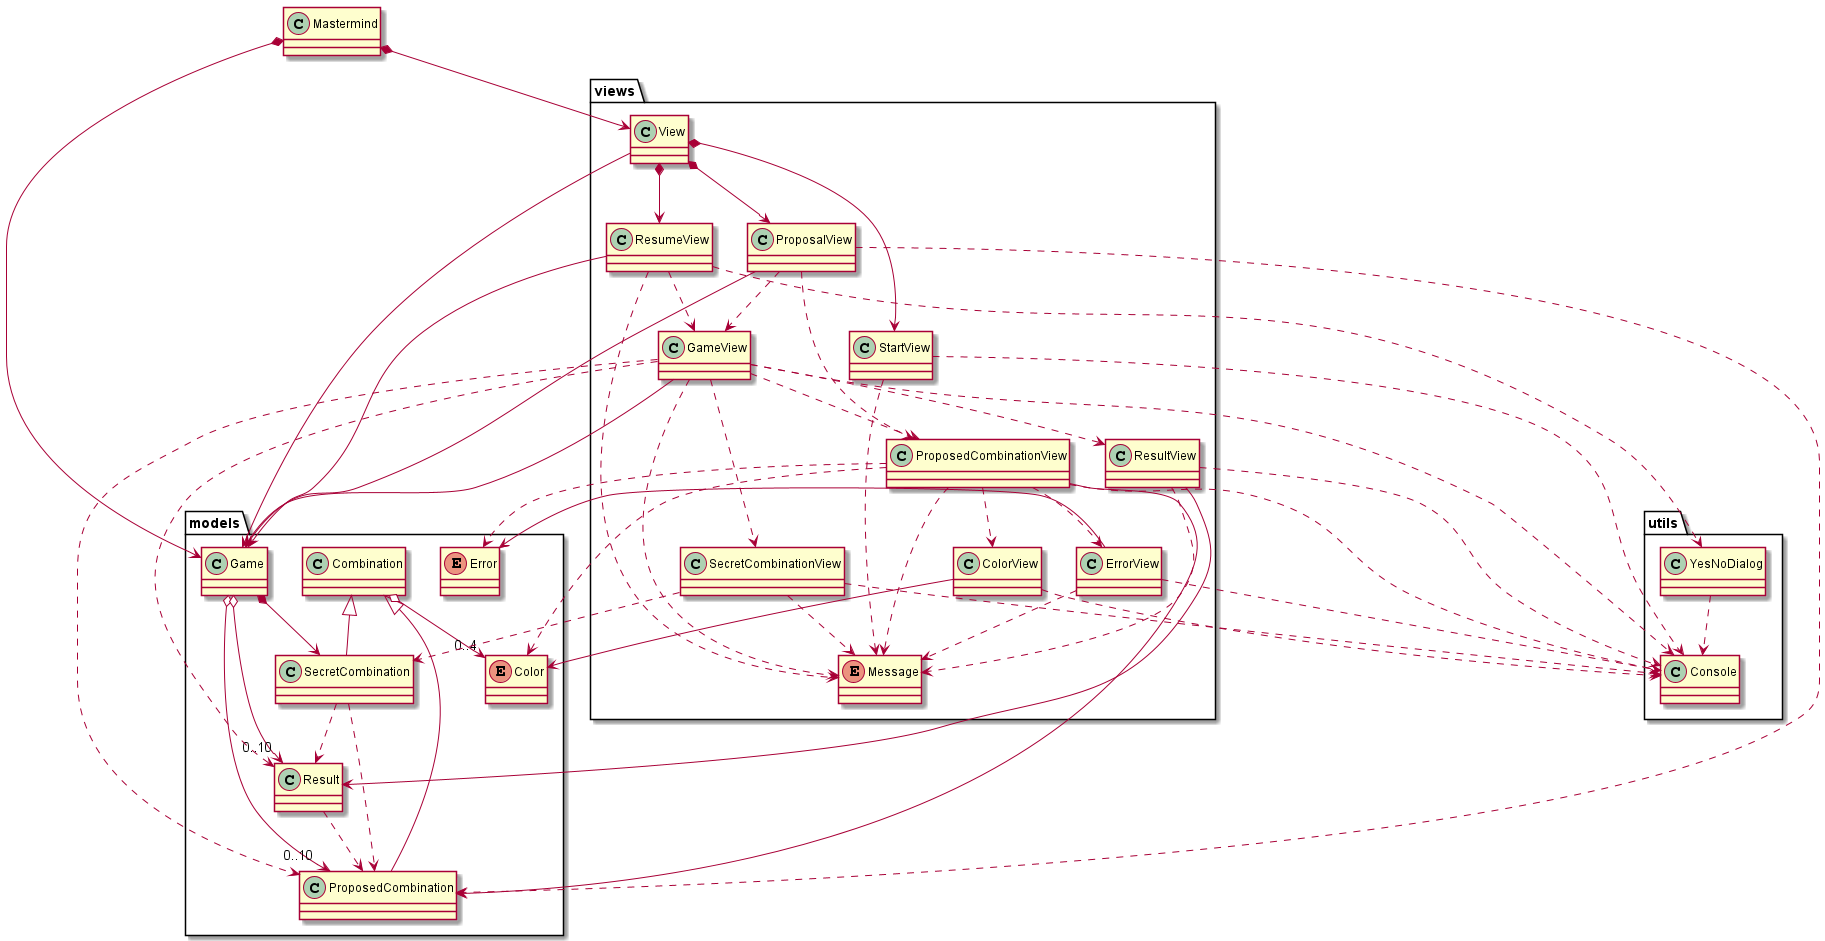 C Mastermind
views
C View
C ResumeView
C ProposalView
C GameView
C StartView
C ProposedCombinationView
C ResultView
models
utils
C Game
C Combination
E Error
C SecretCombinationView
C ColorView
C ErrorView
C YesNoDialog
0..4
C SecretCombination
E Color
E Message
C Console
0..10
C Result
0..10
C ProposedCombination